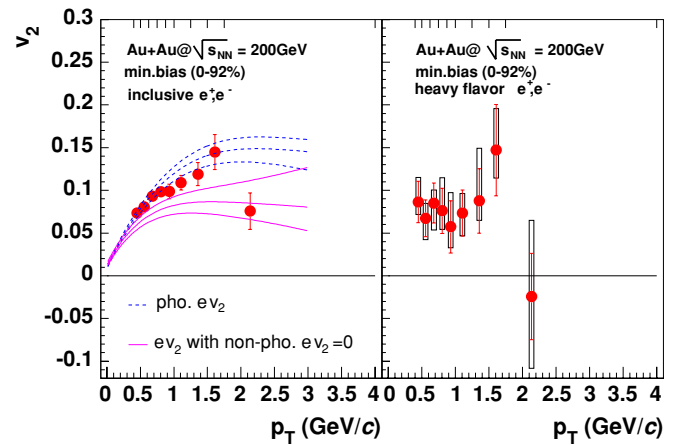 v2
0.3
0.25
0.2
0.15
0.1
0.05
0
-0.05
-0.1
Au+Au@ √sNN = 200GeV
min.bias (0-92%)
inclusive e+,e-
pho. e v2
e v2 with non-pho. e v2=0
0 0.5 1 1.5 2 2.5 3 3.5 4
pT (GeV/c)
Au+Au@ √sNN = 200GeV
min.bias (0-92%)
heavy flavor e+,e-
0.5 1 1.5 2 2.5 3 3.5 4
pT (GeV/c)